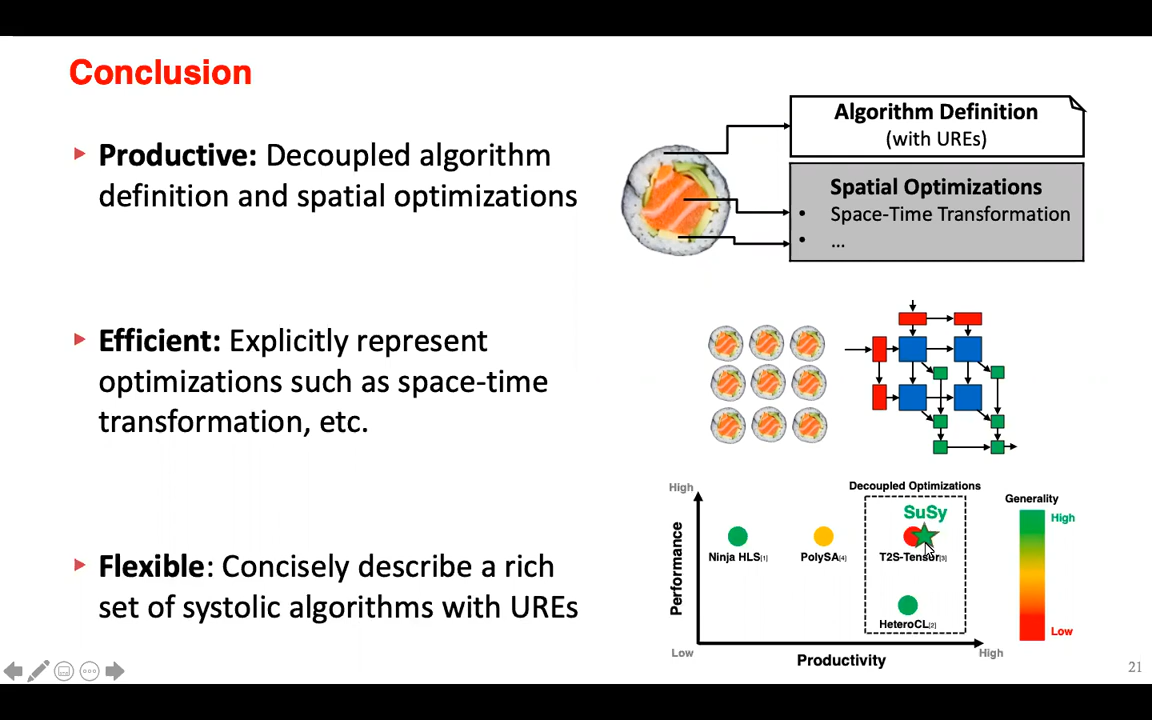 Conclusion
Productive: Decoupled algorithm
definition and spatial optimizations
Algorithm Definition
(with UREs)
Spatial Optimizations
• Space-Time Transformation
• ...
Efficient: Explicitly represent
optimizations such as space-time
transformation, etc.
Flexible: Concisely describe a rich
set of systolic algorithms with UREs
High
Performance
Low
Decoupled Optimizations
SuSy
Ninja HLS[1]
PolySA[4]
T2S-Tensor[3]
HeteroCL[2]
Productivity
High
Generality
High
Low
21